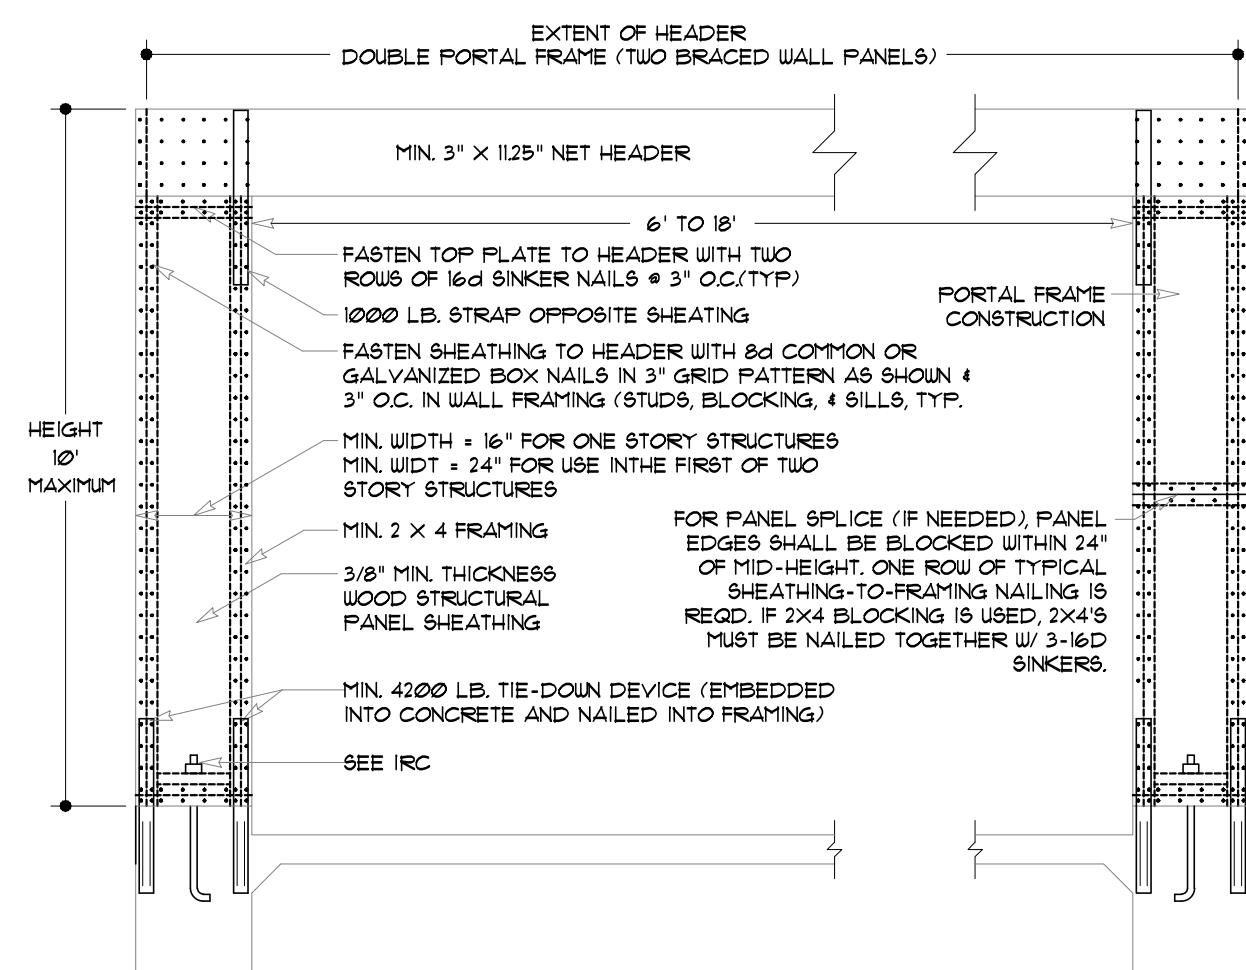 EXTENT OF HEADER
DOUBLE PORTAL FRAME (TWO BRACED WALL PANELS)
MIN. 3" X 11.25" NET HEADER
6' TO 18'
FASTEN TOP PLATE TO HEADER WITH TWO
ROWS OF 16d SINKER NAILS @ 3" O.C.(TYP)
1000 LB. STRAP OPPOSITE SHEATING
PORTAL FRAME
CONSTRUCTION
FASTEN SHEATHING TO HEADER WITH 8d COMMON OR
GALVANIZED BOX NAILS IN 3" GRID PATTERN AS SHOWN &
3" O.C. IN WALL FRAMING (STUDS, BLOCKING, & SILLS, TYP.
HEIGHT
10'
MAXIMUM
MIN. WIDTH = 16" FOR ONE STORY STRUCTURES
MIN. WIDT = 24" FOR USE INTHE FIRST OF TWO
STORY STRUCTURES
MIN. 2 X 4 FRAMING
3/8" MIN. THICKNESS
WOOD STRUCTURAL
PANEL SHEATHING
FOR PANEL SPLICE (IF NEEDED), PANEL
EDGES SHALL BE BLOCKED WITHIN 24"
OF MID-HEIGHT. ONE ROW OF TYPICAL
SHEATHING-TO-FRAMING NAILING IS
REQD. IF 2X4 BLOCKING IS USED, 2X4'S
MUST BE NAILED TOGETHER W/ 3-16D
SINKERS.
MIN. 4200 LB. TIE-DOWN DEVICE (EMBEDDED
INTO CONCRETE AND NAILED INTO FRAMING)
SEE IRC